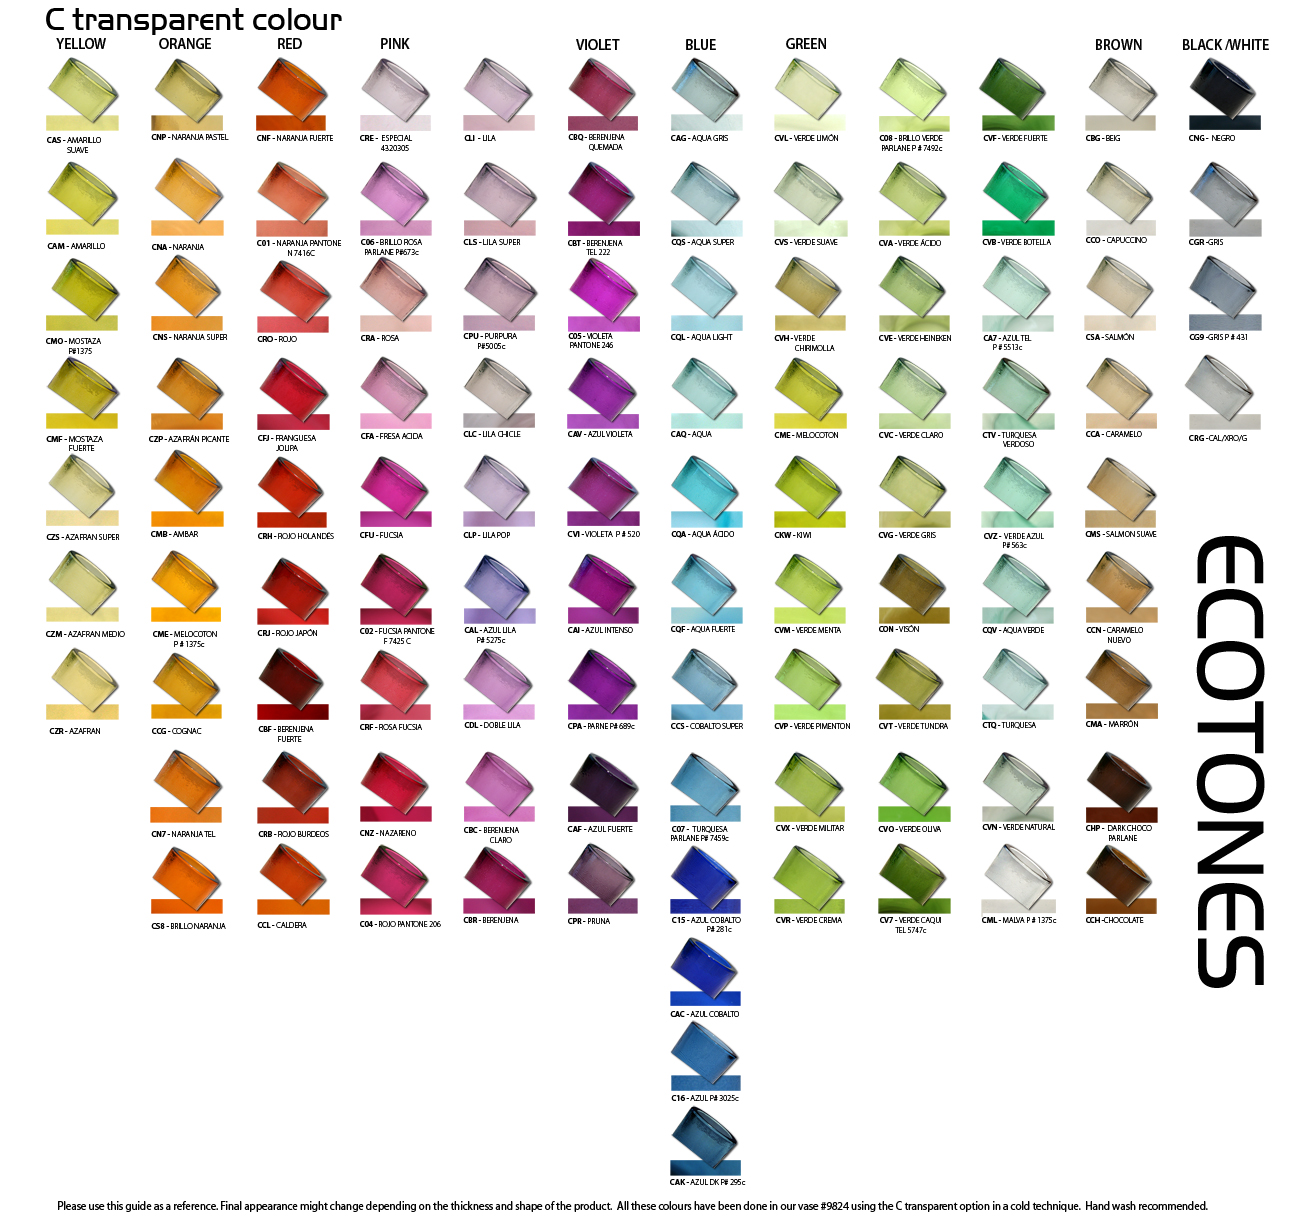 C transparent colour
YELLOW
ORANGE
RED
PINK
VIOLET
BLUE
GREEN
BROWN
BLACK /WHITE
CAS - AMARILLO
SUAVE
CNP - NARANJA PASTEL
CNF - NARANJA FUERTE
CRE - ESPECIAL
4320305
CLI - LILA
CBQ - BERENJENA
QUEMADA
CAG - AQUA GRIS
CVL - VERDE LIMÓN
C08 - BRILLO VERDE
PARLANE P # 7492c
CVF - VERDE FUERTE
CBG - BEIG
CNG - NEGRO
CAM - AMARILLO
CNA - NARANJA
C01 - NARANJA PANTONE
N 7416C
C06 - BRILLO ROSA
PARLANE P#673c
CLS - LILA SUPER
CBT - BERENJENA
TEL 222
CQS - AQUA SUPER
CVS - VERDE SUAVE
CVA - VERDE ÁCIDO
CVB - VERDE BOTELLA
CCO - CAPUCCINO
CGR -GRIS
CMO - MOSTAZA
P#1375
CNS - NARANJA SUPER
CRO - ROJO
CRA - ROSA
CPU - PURPURA
P#5005c
C05 - VIOLETA
PANTONE 246
CQL - AQUA LIGHT
CVH - VERDE
CHIRIMOLLA
CVE - VERDE HEINEKEN
CA7 - AZUL TEL
P # 5513c
CSA - SALMÓN
CG9 -GRIS P # 431
CMF - MOSTAZA
FUERTE
CZP - AZAFRÁN PICANTE
CFJ - FRANGUESA
JOLIPA
CFA - FRESA ACIDA
CLC - LILA CHICLE
CAV - AZUL VIOLETA
CAQ - AQUA
CME - MELOCOTON
CVC - VERDE CLARO
CTV - TURQUESA
VERDOSO
CCA - CARAMELO
CRG -CAL/XRO/G
CZS - AZAFRAN SUPER
CMB - AMBAR
CRH - ROJO HOLANDÉS
CFU - FUCSIA
CLP - LILA POP
CVI - VIOLETA P # 520
CQA - AQUA ÁCIDO
CKW - KIWI
CVG - VERDE GRIS
CVZ - VERDE AZUL
P# 563c
CMS - SALMON SUAVE
CZM - AZAFRAN MEDIO
CME - MELOCOTON
P # 1375c
CRJ - ROJO JAPÓN
C02 - FUCSIA PANTONE
F 7425 C
CAL - AZUL LILA
P# 5275c
CAI - AZUL INTENSO
CQF - AQUA FUERTE
CVM - VERDE MENTA
CON - VISÓN
CQV - AQUA VERDE
CCN - CARAMELO
NUEVO
CZR - AZAFRAN
CCG - COGNAC
CBF - BERENJENA
FUERTE
CRF - ROSA FUCSIA
CDL - DOBLE LILA
CPA - PARNE P# 689c
CCS - COBALTO SUPER
CVP - VERDE PIMENTON
CVT - VERDE TUNDRA
CTQ - TURQUESA
CMA - MARRÓN
CN7 - NARANJA TEL
CRB - ROJO BURDEOS
CNZ - NAZARENO
CBC - BERENJENA
CLARO
CAF - AZUL FUERTE
C07 - TURQUESA
PARLANE P# 7459c
CVX - VERDE MILITAR
CVO - VERDE OLIVA
CVN - VERDE NATURAL
CHP - DARK CHOCO
PARLANE
CS8 - BRILLO NARANJA
CCL - CALDERA
C04 - ROJO PANTONE 206
CBR - BERENJENA
CPR - PRUNA
C15 - AZUL COBALTO
P# 281c
CVR - VERDE CREMA
CV7 - VERDE CAQUI
TEL 5747c
CML - MALVA P # 1375c
CCH -CHOCOLATE
CAC - AZUL COBALTO
C16 - AZUL P# 3025c
CAK - AZUL DK P# 295c
ECOTONES
Please use this guide as a reference. Final appearance might change depending on the thickness and shape of the product. All these colours have been done in our vase #9824 using the C transparent option in a cold technique. Hand wash recommended.